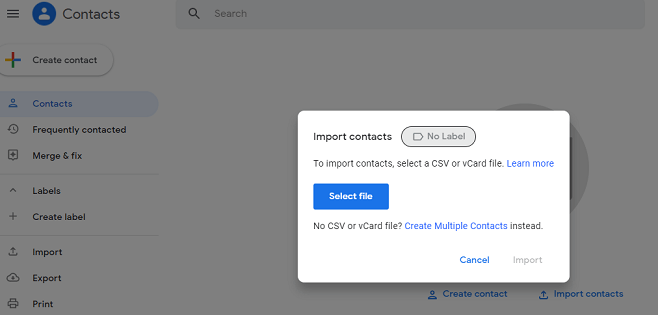 Contacts
Search
Create contact
Contacts
Frequently contacted
Merge & fix
Labels
Create label
Import
Export
Print
Import contacts No Label
To import contacts, select a CSV or vCard file. Learn more
Select file
No CSV or vCard file? Create Multiple Contacts instead.
Cancel Import
Create contact Import contacts